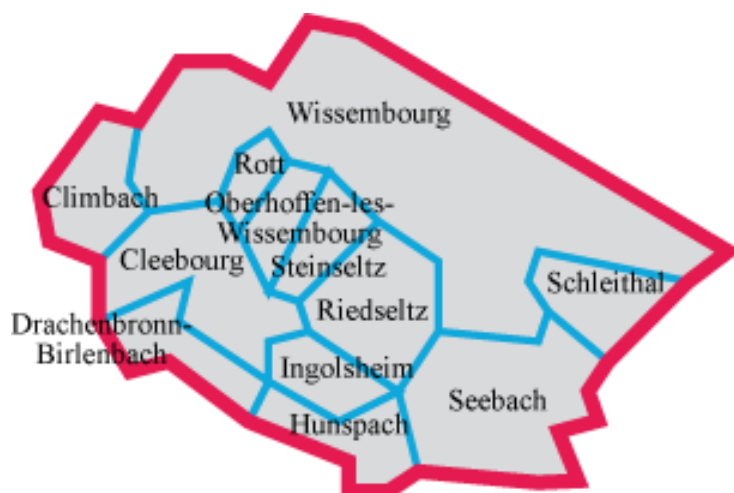 Wissembourg
Rott
Climbach
Oberhoffen-les-
Wissembourg
Cleebourg
Steinseltz
Schleithal
Riedseltz
Drachenbronn-
Birlenbach
Ingolsheim
Seebach
Hunspach